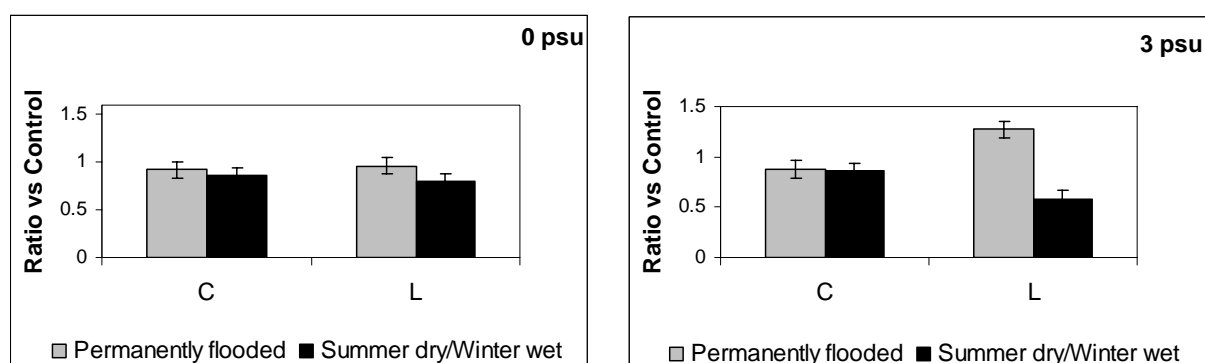 0 psu
Ratio vs Control
1.5
1
0.5
0
C L
Permanently flooded Summer dry/Winter wet
3 psu
Ratio vs Control
1.5
1
0.5
0
C L
Permanently flooded Summer dry/Winter wet